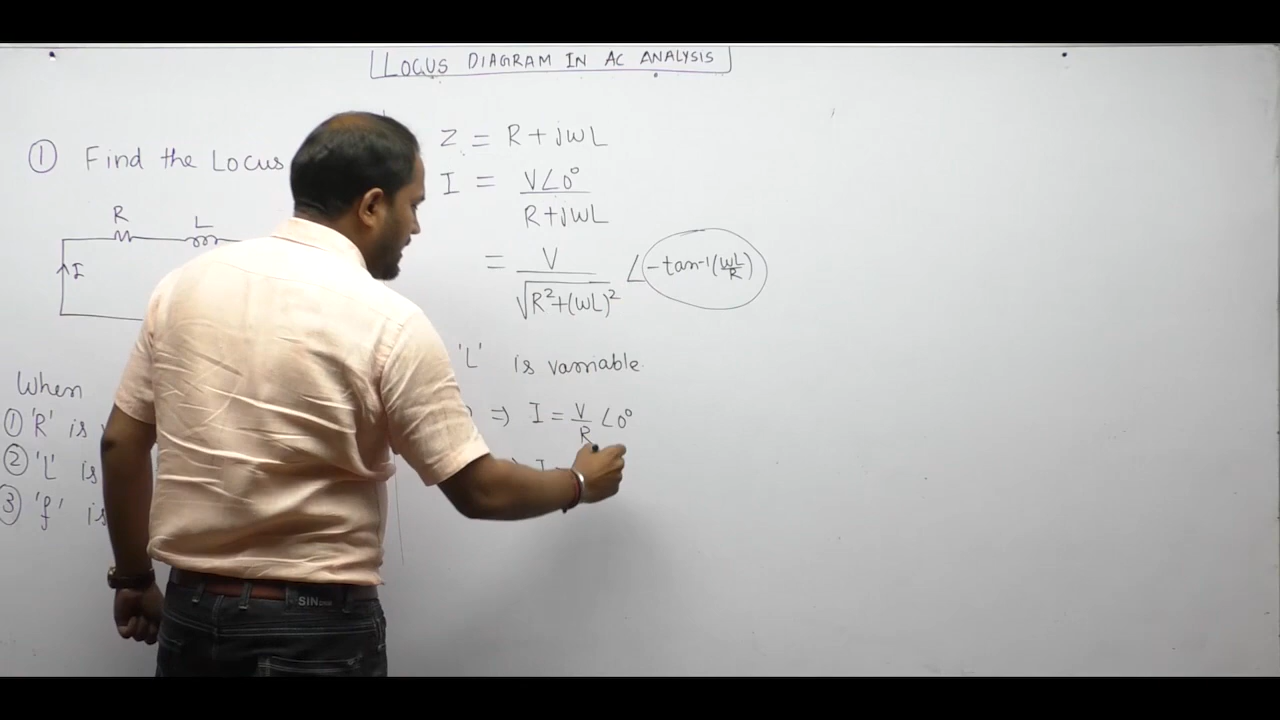 LOCUS DIAGRAM IN AC ANALYSIS
① Find the Locus
R
L
I
When
① 'R' is
② 'L' is
③ 'f' is
Z = R + jωL
I = V∠0° / R + jωL
= V / √R²+(ωL)² ∠-tan⁻¹(ωL/R)
'L' is variable
⇒ I = V/R ∠0°
I
SIN